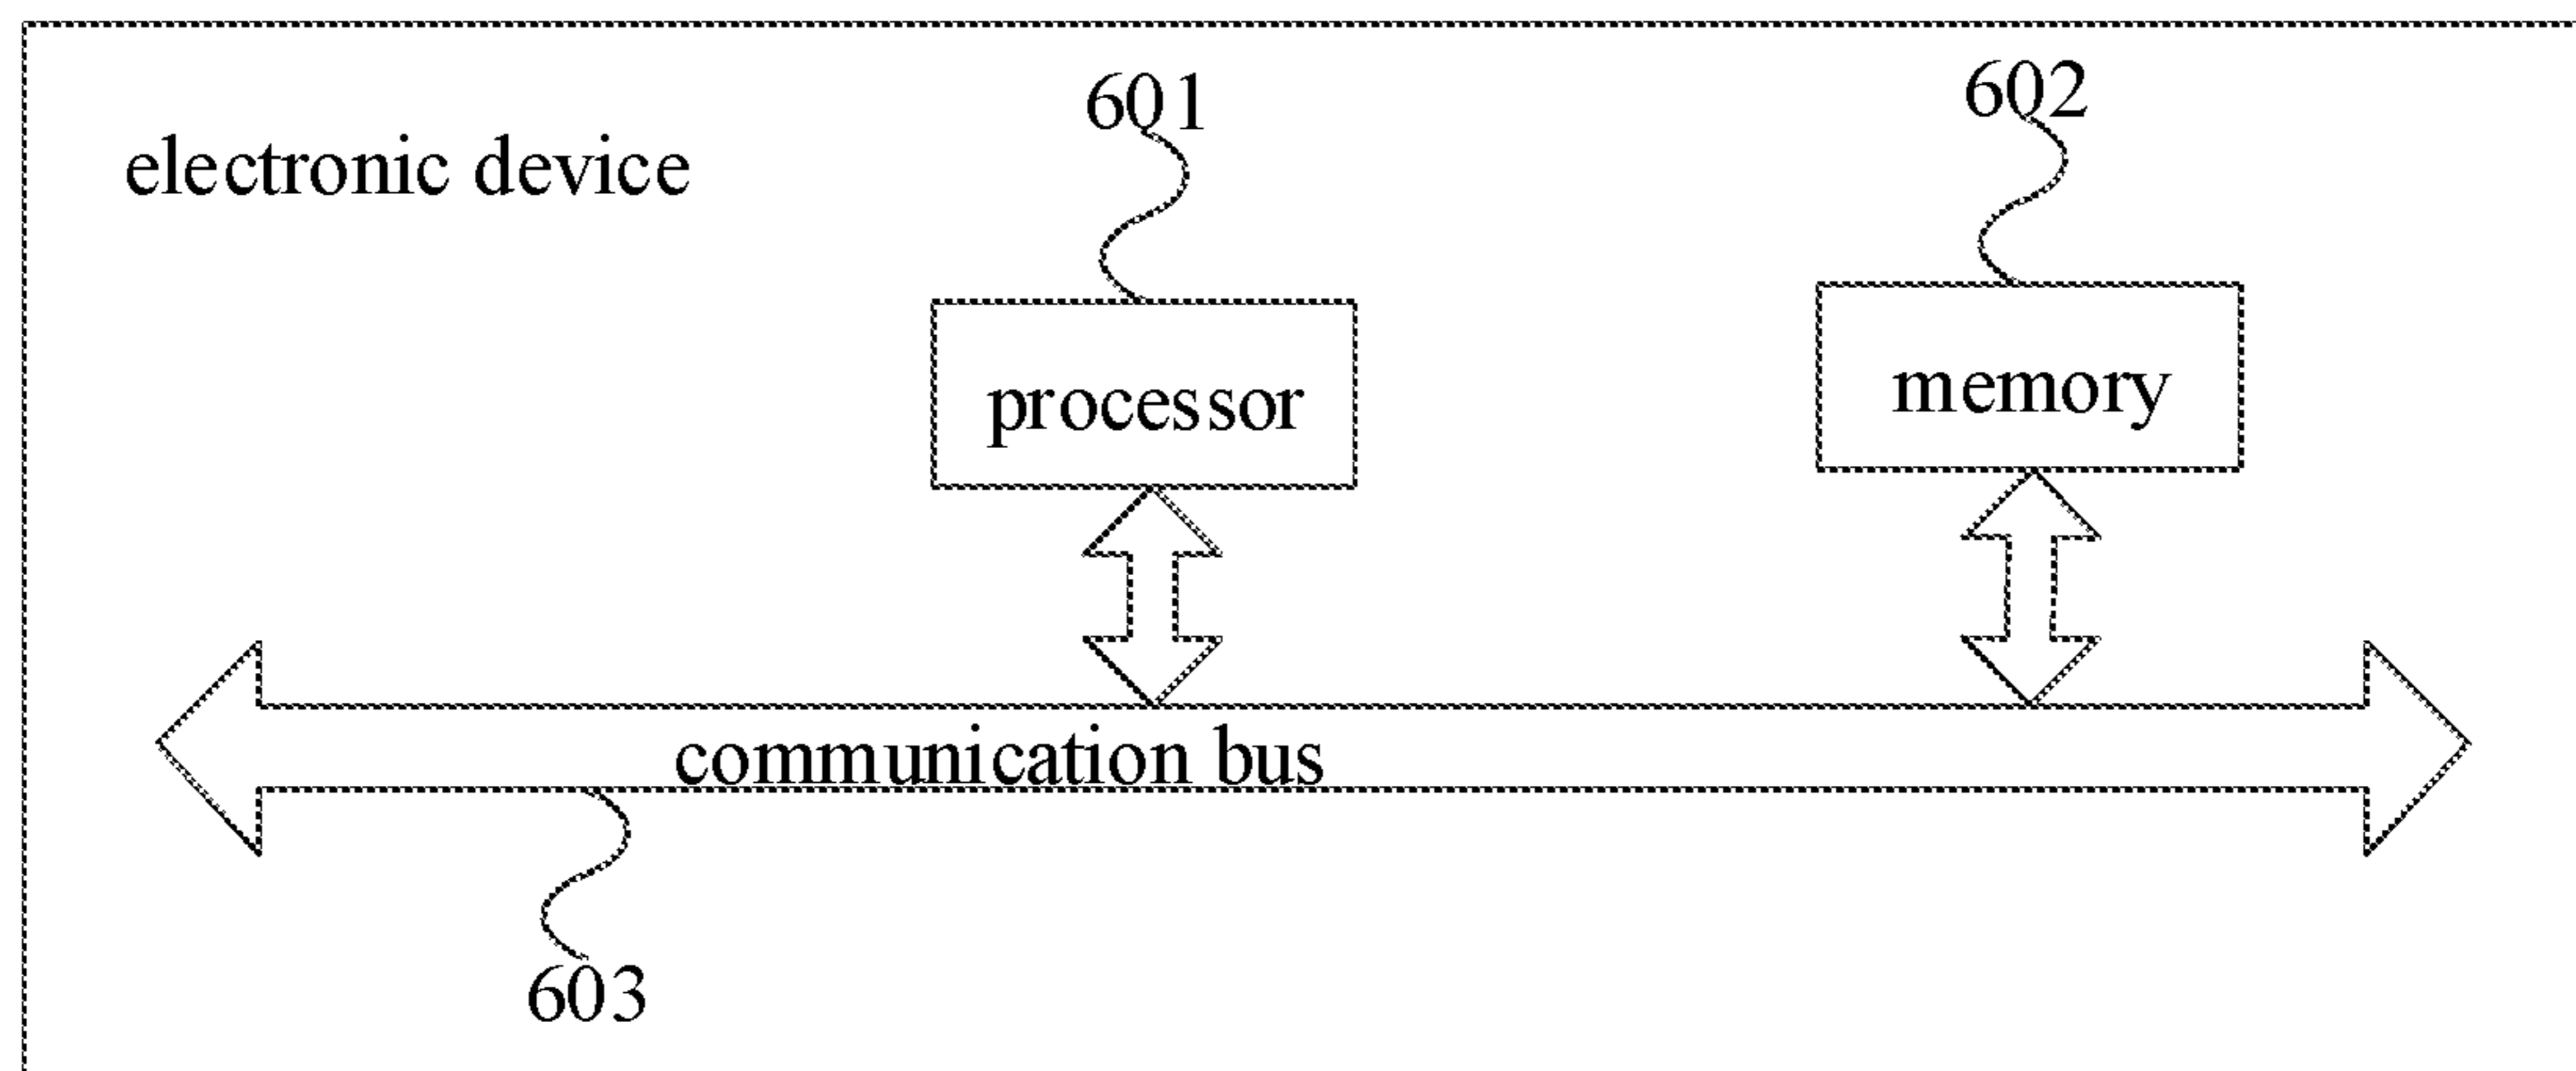 601
602
electronic device
processor
memory
communication bus
603